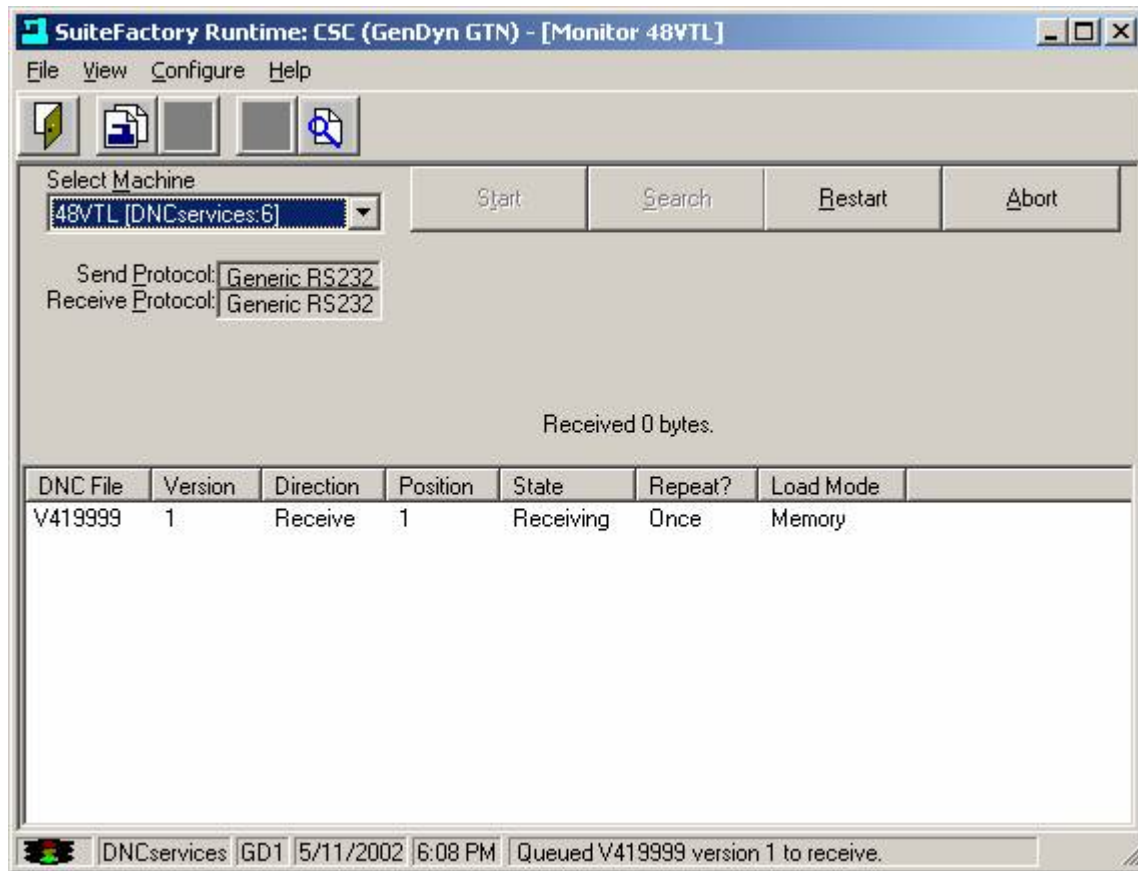 SuiteFactory Runtime: CSC (GenDyn GTN) - [Monitor 48VTL]
File View Configure Help
Select Machine
48VTL [DNCservices:6]
Start Search Restart Abort
Send Protocol: Generic RS232
Receive Protocol: Generic RS232
Received 0 bytes.
DNC File Version Direction Position State Repeat? Load Mode
V419999 1 Receive 1 Receiving Once Memory
DNCservices GD1 5/11/2002 6:08 PM Queued V419999 version 1 to receive.